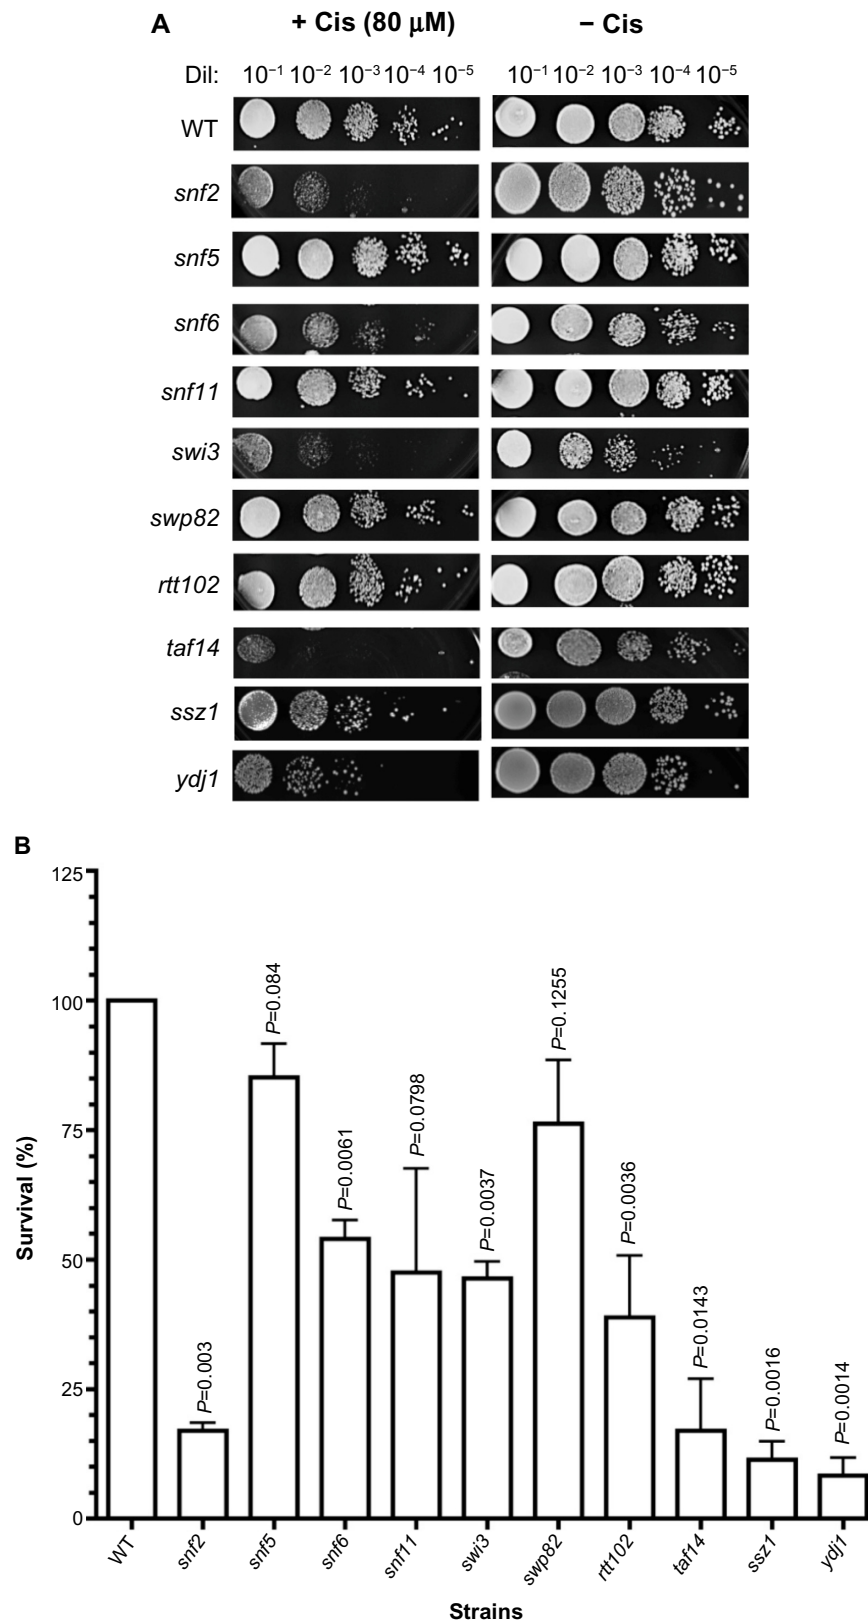 A
+ Cis (80 μM)
− Cis
Dil: 10−1 10−2 10−3 10−4 10−5
10−1 10−2 10−3 10−4 10−5
WT
snf2
snf5
snf6
snf11
swi3
swp82
rtt102
taf14
ssz1
ydj1
B
125
100
75
50
25
0
Survival (%)
P=0.003
P=0.084
P=0.0061
P=0.0798
P=0.0037
P=0.1255
P=0.0036
P=0.0143
P=0.0016
P=0.0014
WT
snf2
snf5
snf6
snf11
swi3
swp82
rtt102
taf14
ssz1
ydj1
Strains